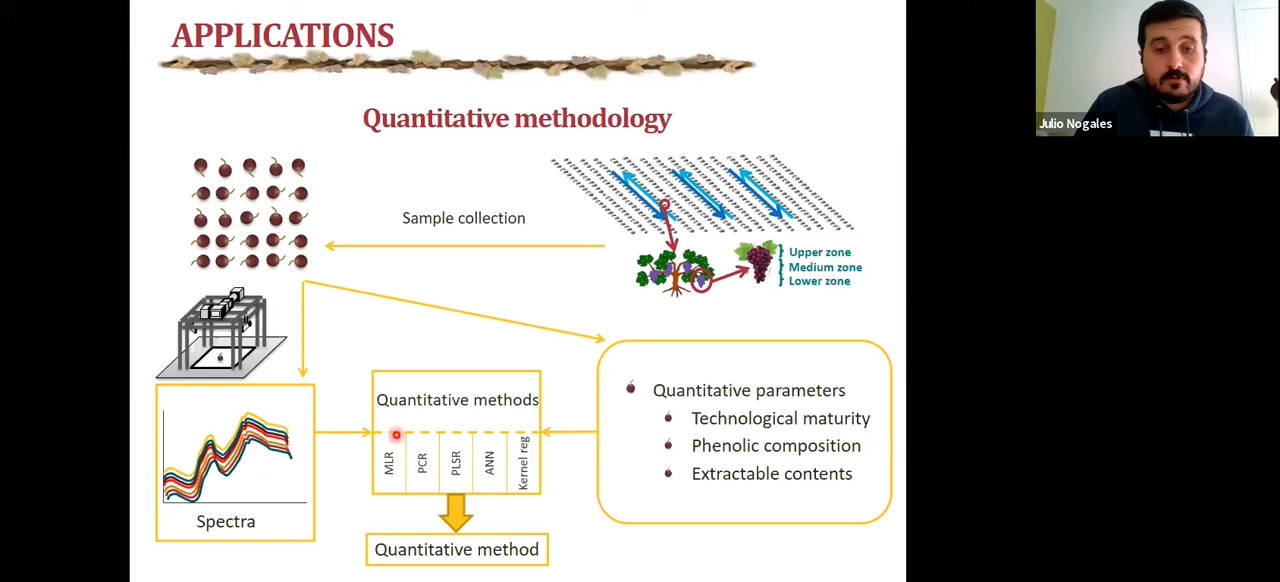 APPLICATIONS
Julio Nogales
Quantitative methodology
Sample collection
Upper zone
Medium zone
Lower zone
Quantitative methods
MLR
PCR
PLSR
ANN
Kernel reg
Quantitative parameters
Technological maturity
Phenolic composition
Extractable contents
Spectra
Quantitative method